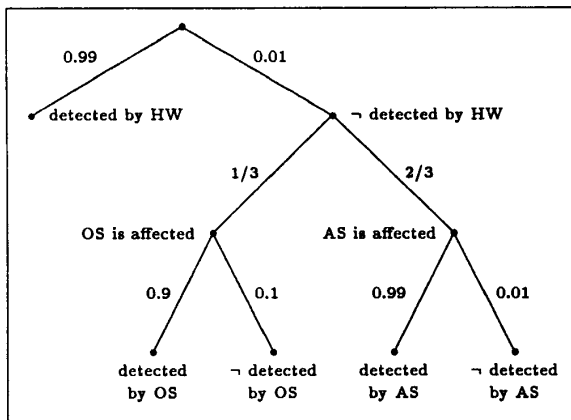 0.99 0.01
detected by HW ¬ detected by HW
1/3 2/3
OS is affected AS is affected
0.9 0.1 0.99 0.01
detected ¬ detected detected ¬ detected
by OS by OS by AS by AS